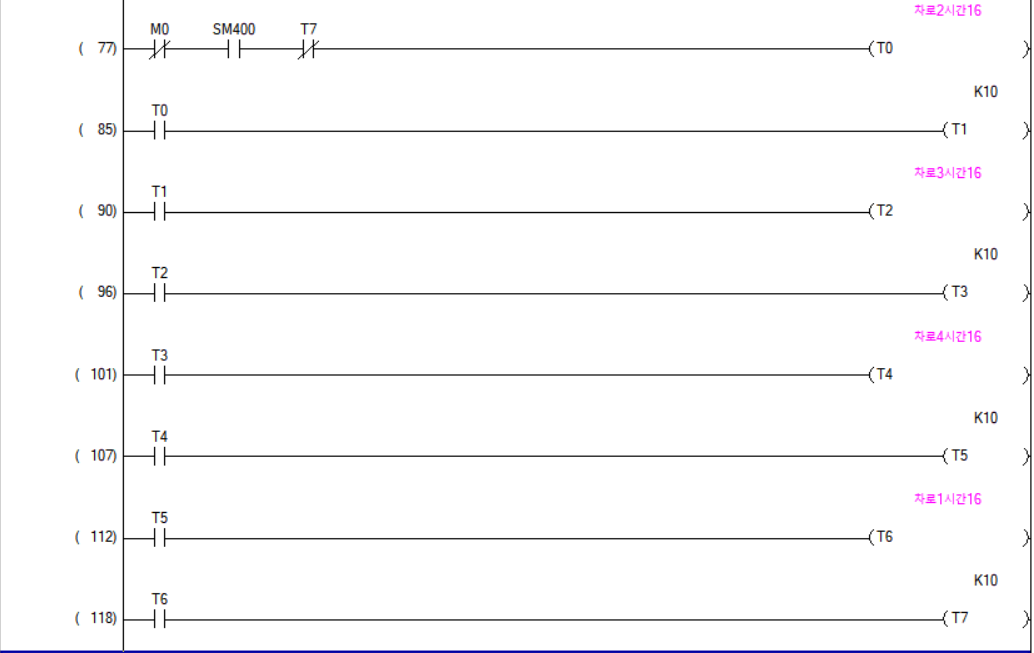 차로2시간16
M0 SM400 T7
( 77) (T0 )
K10
T0
( 85) (T1 )
차로3시간16
T1
( 90) (T2 )
K10
T2
( 96) (T3 )
차로4시간16
T3
( 101) (T4 )
K10
T4
( 107) (T5 )
차로1시간16
T5
( 112) (T6 )
K10
T6
( 118) (T7 )